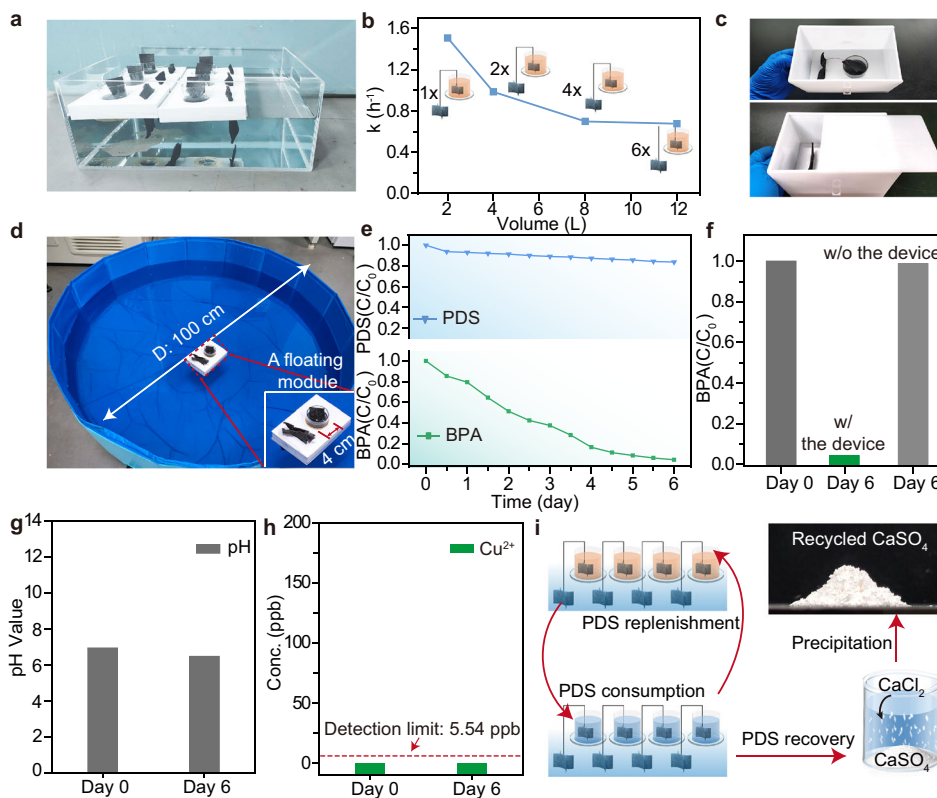 a
b
k (h⁻¹)
1.6
1.2
0.8
0.4
0.0
1x
2x
4x
6x
2 4 6 8 10 12
Volume (L)
c
d
D: 100 cm
A floating
module
4 cm
e
PDS(C/C₀)
1.0
0.8
0.6
0.4
0.2
PDS
BPA(C/C₀)
1.0
0.8
0.6
0.4
0.2
0.0
BPA
0 1 2 3 4 5 6
Time (day)
f
BPA(C/C₀)
1.0
0.8
0.6
0.4
0.2
0.0
w/o the device
w/
the device
Day 0 Day 6 Day 6
g
pH Value
14
12
10
8
6
4
2
0
pH
Day 0 Day 6
h
Conc. (ppb)
200
150
100
50
0
Cu²⁺
Detection limit: 5.54 ppb
Day 0 Day 6
i
PDS replenishment
PDS consumption
PDS recovery
Recycled CaSO₄
Precipitation
CaCl₂
CaSO₄